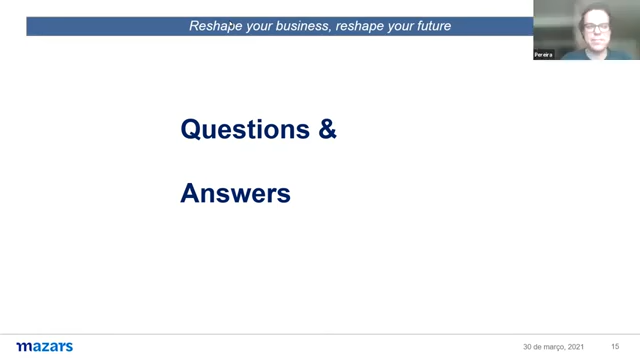 Reshape your business, reshape your future
Pereira
Questions &
Answers
mazars
30 de março, 2021
15